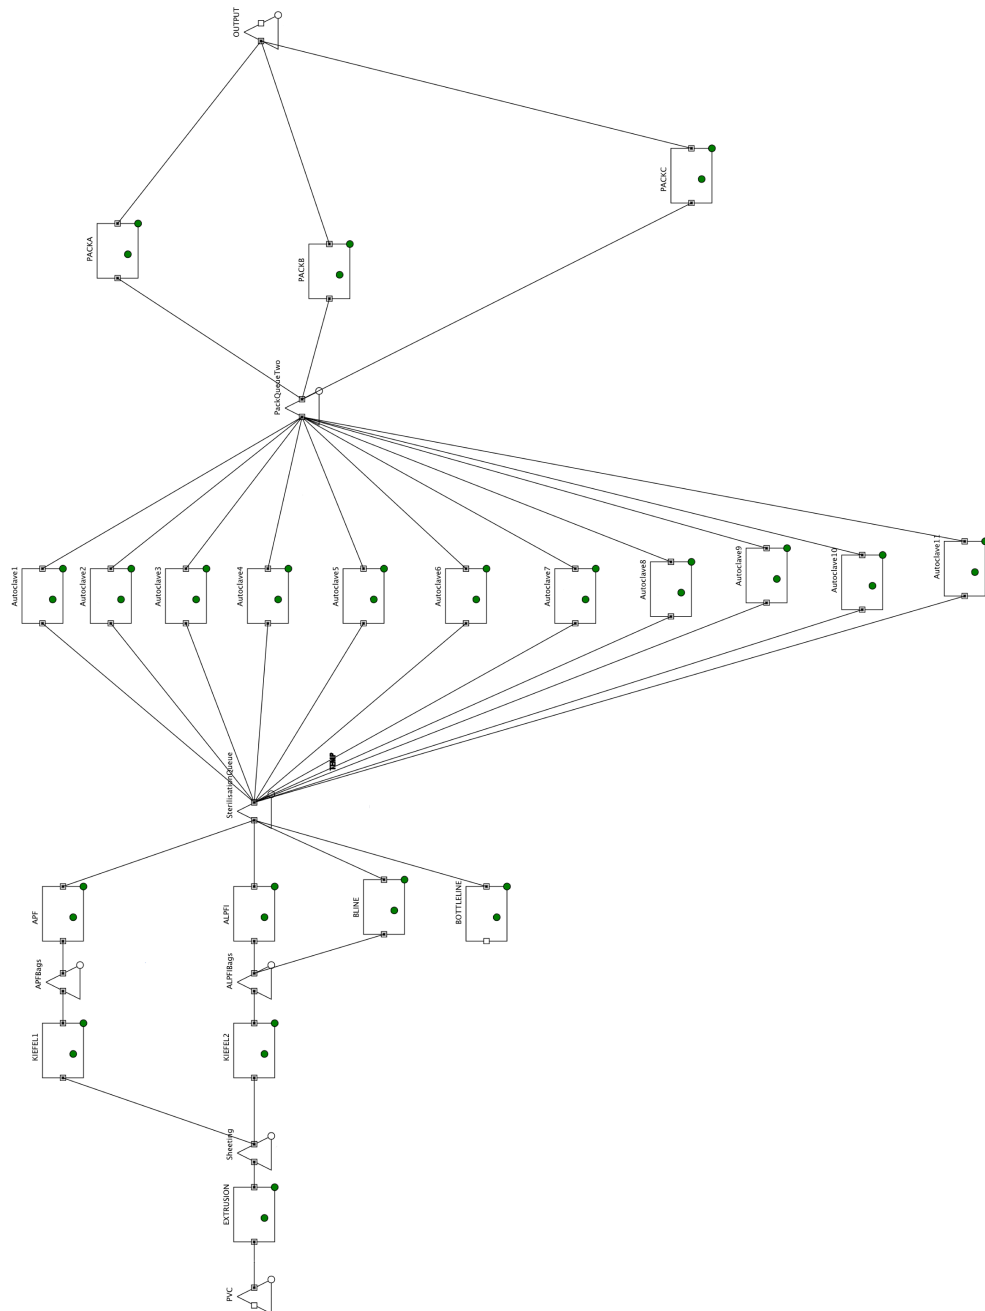 OUTPUT
PACKC
PACKA
PACKB
PackQueueTwo
Autoclave1
Autoclave2
Autoclave3
Autoclave4
Autoclave5
Autoclave6
Autoclave7
Autoclave8
Autoclave9
Autoclave10
Autoclave11
SterilisationQueue
APF
ALPFI
BLINE
BOTTLELINE
APFBags
ALPFIBags
KIEFEL1
KIEFEL2
Sheeting
EXTRUSION
PVC